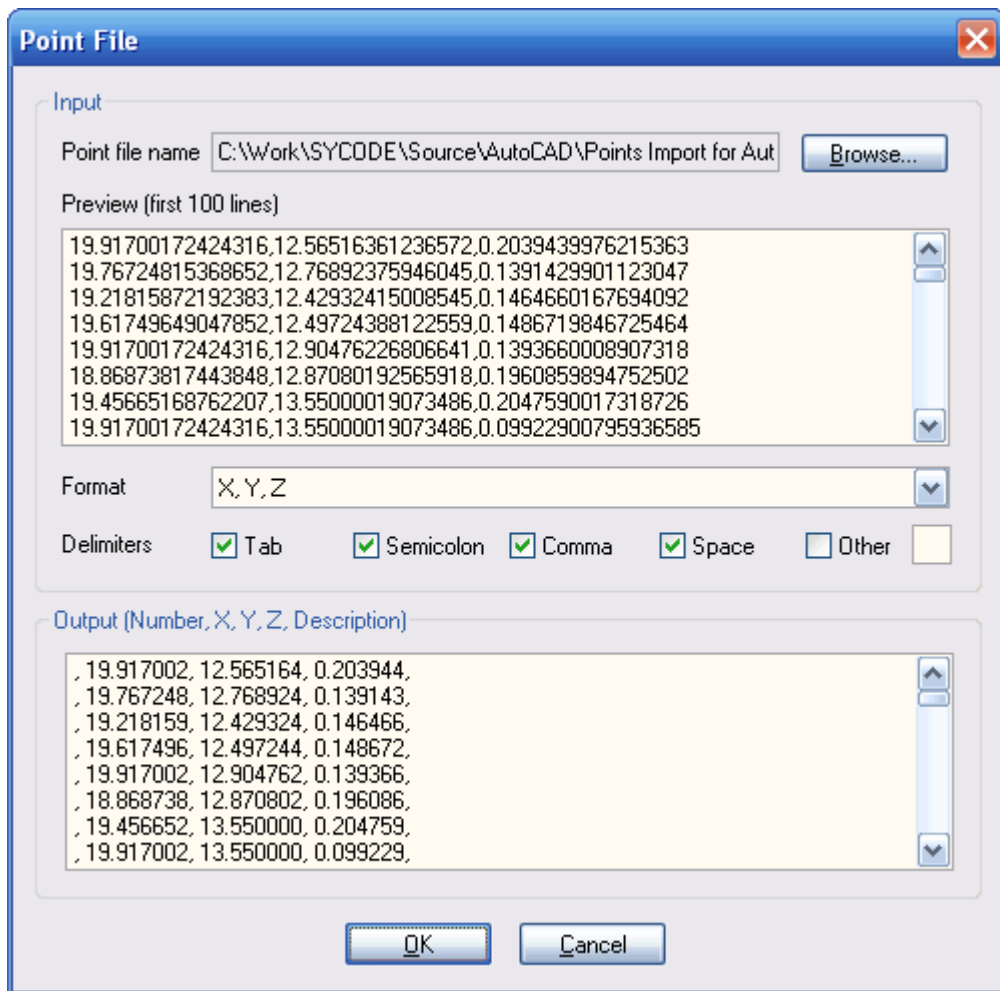 Point File
Input
Point file name C:\Work\SYCODE\Source\AutoCAD\Points Import for Aut Browse...
Preview (first 100 lines)
19.91700172424316,12.56516361236572,0.2039439976215363
19.76724815368652,12.76892375946045,0.1391429901123047
19.21815872192383,12.42932415008545,0.1464660167694092
19.61749649047852,12.49724388122559,0.1486719846725464
19.91700172424316,12.90476226806641,0.1393660008907318
18.86873817443848,12.87080192565918,0.1960859894752502
19.45665168762207,13.55000019073486,0.2047590017318726
19.91700172424316,13.55000019073486,0.09922900795936585
Format X, Y, Z
Delimiters Tab Semicolon Comma Space Other
Output (Number, X, Y, Z, Description)
, 19.917002, 12.565164, 0.203944,
, 19.767248, 12.768924, 0.139143,
, 19.218159, 12.429324, 0.146466,
, 19.617496, 12.497244, 0.148672,
, 19.917002, 12.904762, 0.139366,
, 18.868738, 12.870802, 0.196086,
, 19.456652, 13.550000, 0.204759,
, 19.917002, 13.550000, 0.099229,
OK Cancel